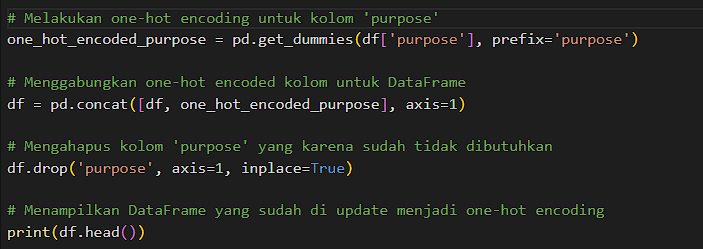 # Melakukan one-hot encoding untuk kolom 'purpose'
one_hot_encoded_purpose = pd.get_dummies(df['purpose'], prefix='purpose')
# Menggabungkan one-hot encoded kolom untuk DataFrame
df = pd.concat([df, one_hot_encoded_purpose], axis=1)
# Mengahapus kolom 'purpose' yang karena sudah tidak dibutuhkan
df.drop('purpose', axis=1, inplace=True)
# Menampilkan DataFrame yang sudah di update menjadi one-hot encoding
print(df.head())